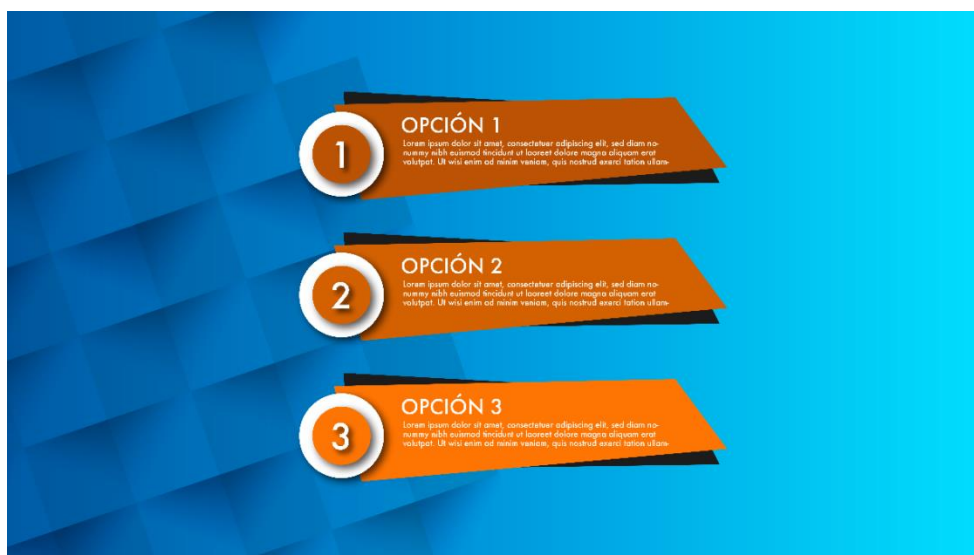 1
OPCIÓN 1
Lorem ipsum dolor sit amet, consectetuer adipiscing elit, sed diam no-
nummy nibh euismod tincidunt ut laoreet dolore magna aliquam erat
volutpat. Ut wisi enim ad minim veniam, quis nostrud exerci tation ullam-
2
OPCIÓN 2
Lorem ipsum dolor sit amet, consectetuer adipiscing elit, sed diam no-
nummy nibh euismod tincidunt ut laoreet dolore magna aliquam erat
volutpat. Ut wisi enim ad minim veniam, quis nostrud exerci tation ullam-
3
OPCIÓN 3
Lorem ipsum dolor sit amet, consectetuer adipiscing elit, sed diam no-
nummy nibh euismod tincidunt ut laoreet dolore magna aliquam erat
volutpat. Ut wisi enim ad minim veniam, quis nostrud exerci tation ullam-